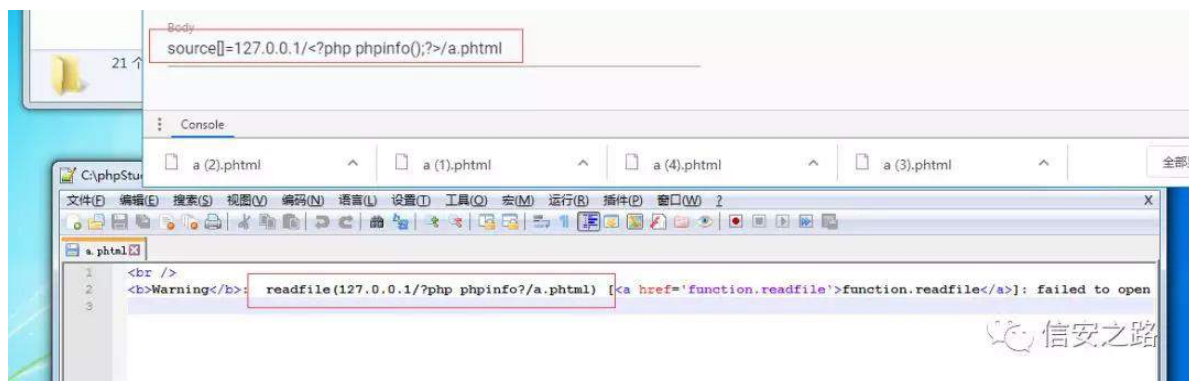 Body
source[]=127.0.0.1/<?php phpinfo();?>/a.phtml
21 个
Console
a (2).phtml
a (1).phtml
a (4).phtml
a (3).phtml
全部
C:\phpStu
文件(F) 编辑(E) 搜索(S) 视图(V) 编码(N) 语言(L) 设置(T) 工具(O) 宏(M) 运行(R) 插件(P) 窗口(W) ? X
a.phtml
1 <br />
2 <b>Warning</b>: readfile(127.0.0.1/?php phpinfo?/a.phtml) [<a href='function.readfile'>function.readfile</a>]: failed to open
3
信安之路